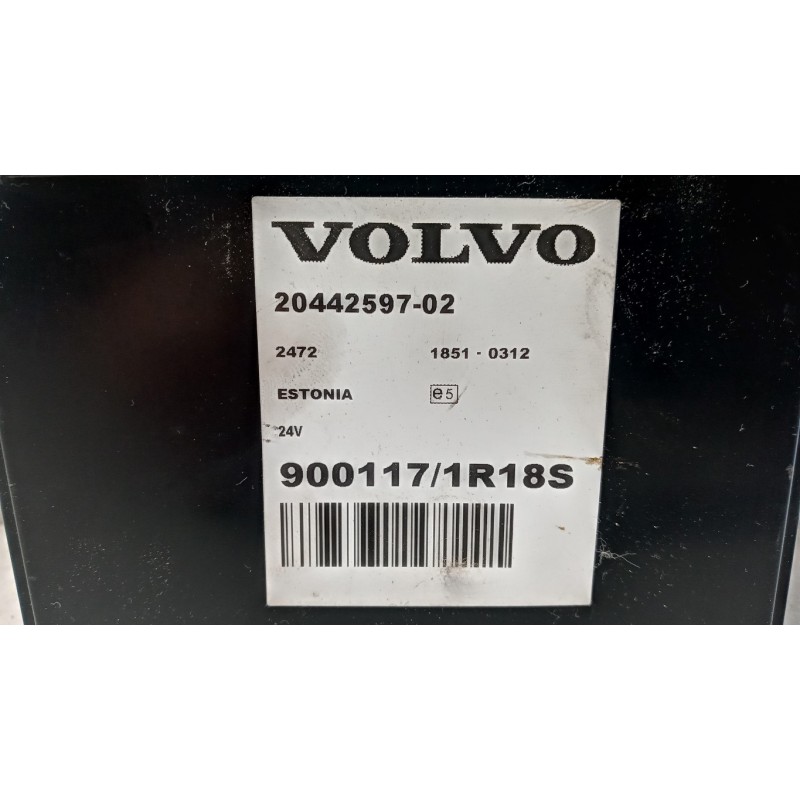 VOLVO
20442597-02
2472 1851 - 0312
ESTONIA e5
24V
900117/1R18S